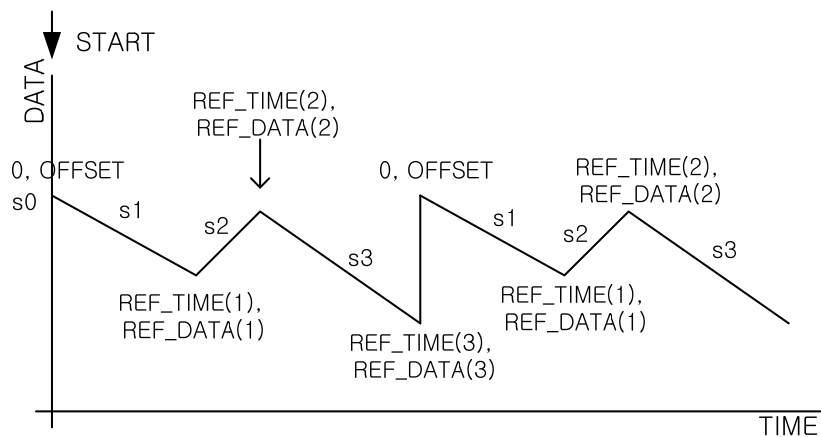 START
DATA
REF_TIME(2),
REF_DATA(2)
0, OFFSET
0, OFFSET
REF_TIME(2),
REF_DATA(2)
s0
s1
s2
s3
s1
s2
s3
REF_TIME(1),
REF_DATA(1)
REF_TIME(3),
REF_DATA(3)
REF_TIME(1),
REF_DATA(1)
TIME